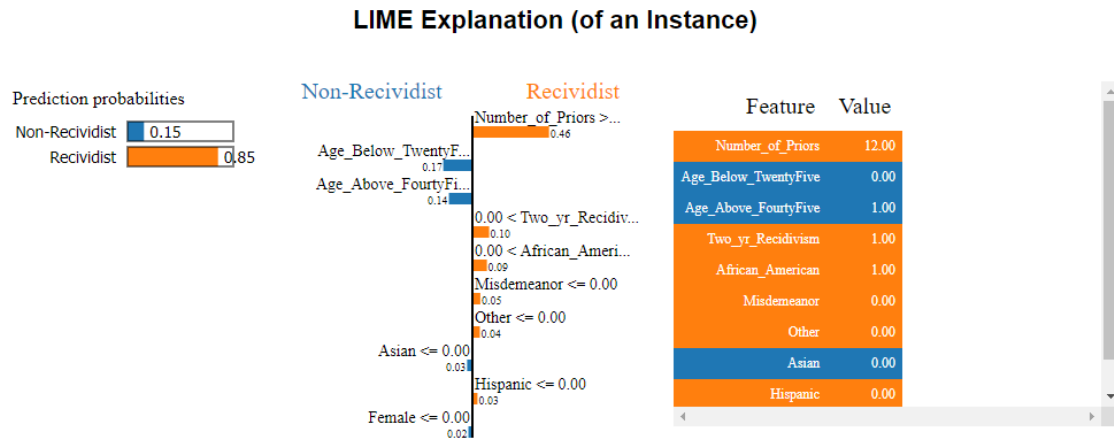 LIME Explanation (of an Instance)
Prediction probabilities
Non-Recividist 0.15
Recividist 0.85
Non-Recividist Recividist
Number_of_Priors >...
0.46
Age_Below_TwentyF...
0.17
Age_Above_FourtyFi...
0.14
0.00 < Two_yr_Recidiv...
0.10
0.00 < African_Ameri...
0.09
Misdemeanor <= 0.00
0.05
Other <= 0.00
0.04
Asian <= 0.00
0.03
Hispanic <= 0.00
0.03
Female <= 0.00
0.02
Feature Value
Number_of_Priors 12.00
Age_Below_TwentyFive 0.00
Age_Above_FourtyFive 1.00
Two_yr_Recidivism 1.00
African_American 1.00
Misdemeanor 0.00
Other 0.00
Asian 0.00
Hispanic 0.00